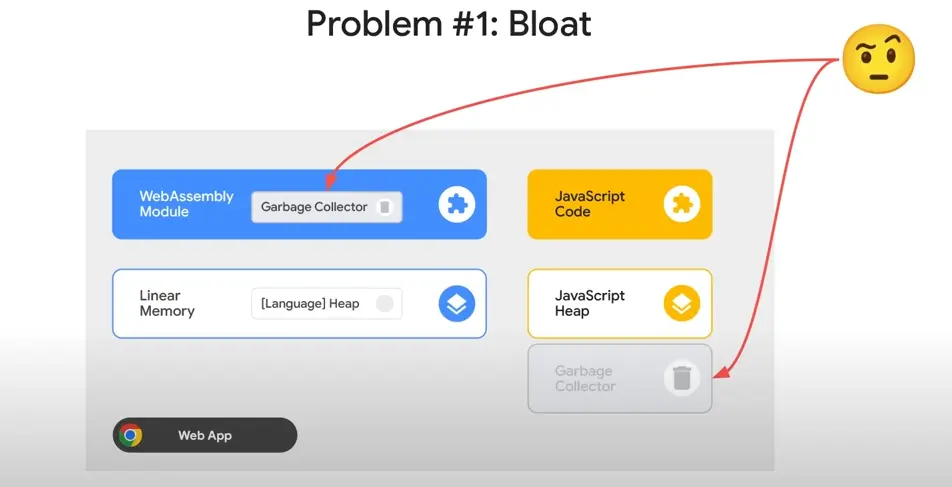 Problem #1: Bloat
WebAssembly
Module
Garbage Collector
JavaScript
Code
Linear
Memory
[Language] Heap
JavaScript
Heap
Garbage
Collector
Web App